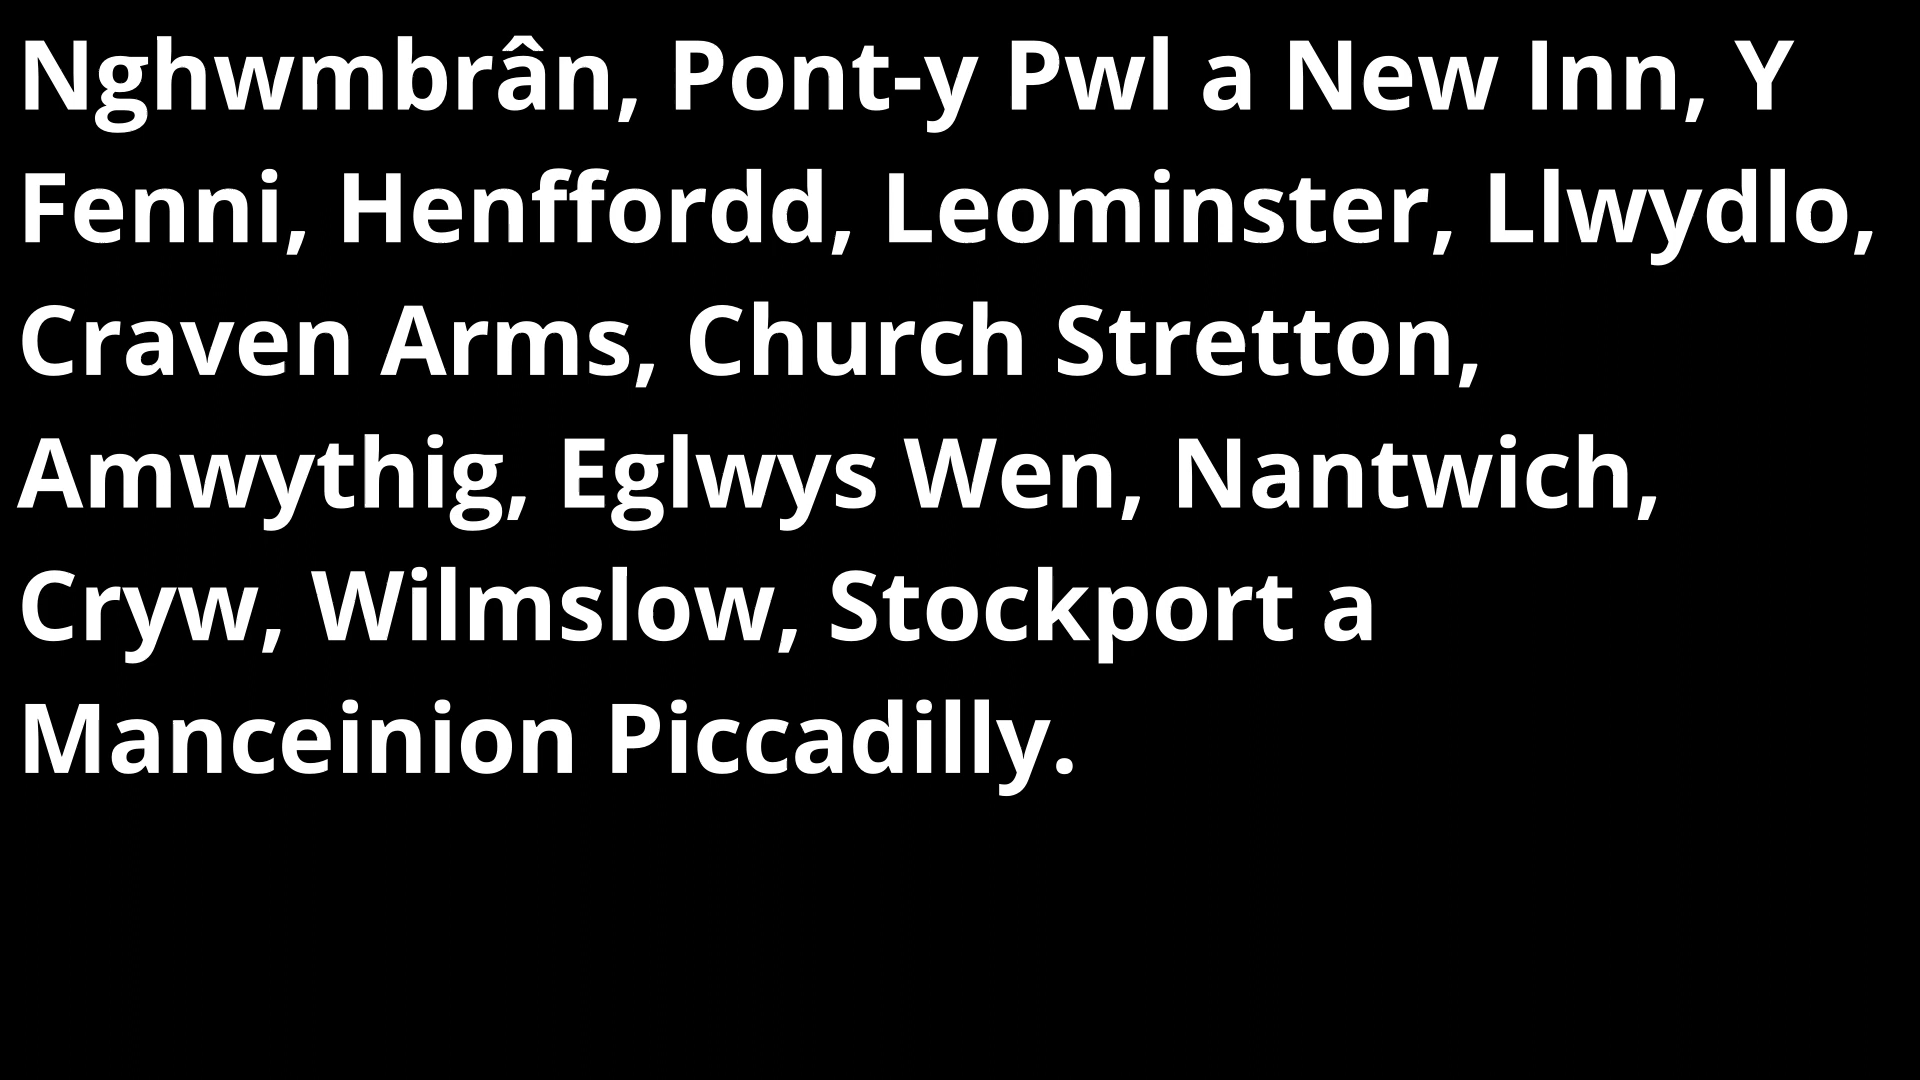 Nghwmbrân, Pont-y Pwl a New Inn, Y
Fenni, Henffordd, Leominster, Llwydlo,
Craven Arms, Church Stretton,
Amwythig, Eglwys Wen, Nantwich,
Cryw, Wilmslow, Stockport a
Manceinion Piccadilly.